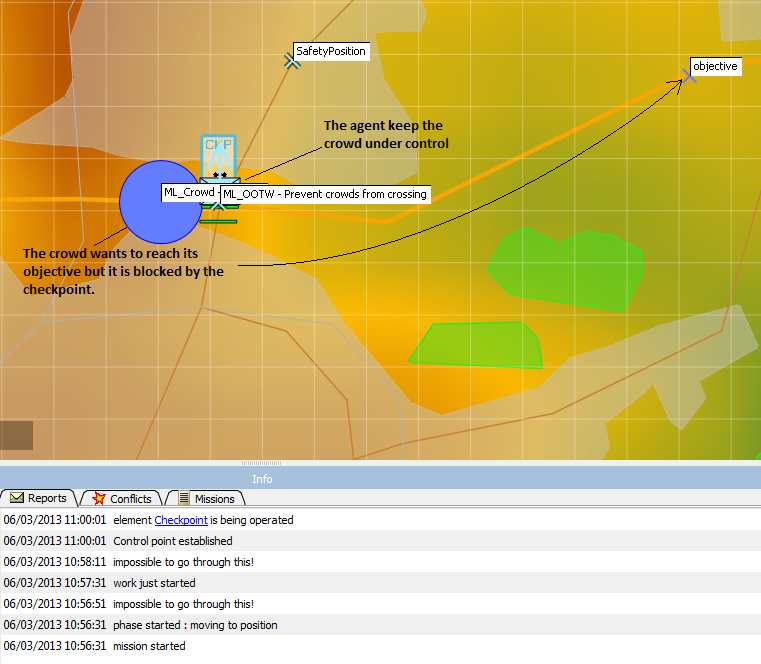 SafetyPosition
objective
The agent keep the
crowd under control
CKP
ML_Crowd -
ML_OOTW - Prevent crowds from crossing
The crowd wants to reach its
objective but it is blocked by the
checkpoint.
Info
Reports
Conflicts
Missions
06/03/2013 11:00:01 element Checkpoint is being operated
06/03/2013 11:00:01 Control point established
06/03/2013 10:58:11 impossible to go through this!
06/03/2013 10:57:31 work just started
06/03/2013 10:56:51 impossible to go through this!
06/03/2013 10:56:31 phase started : moving to position
06/03/2013 10:56:31 mission started